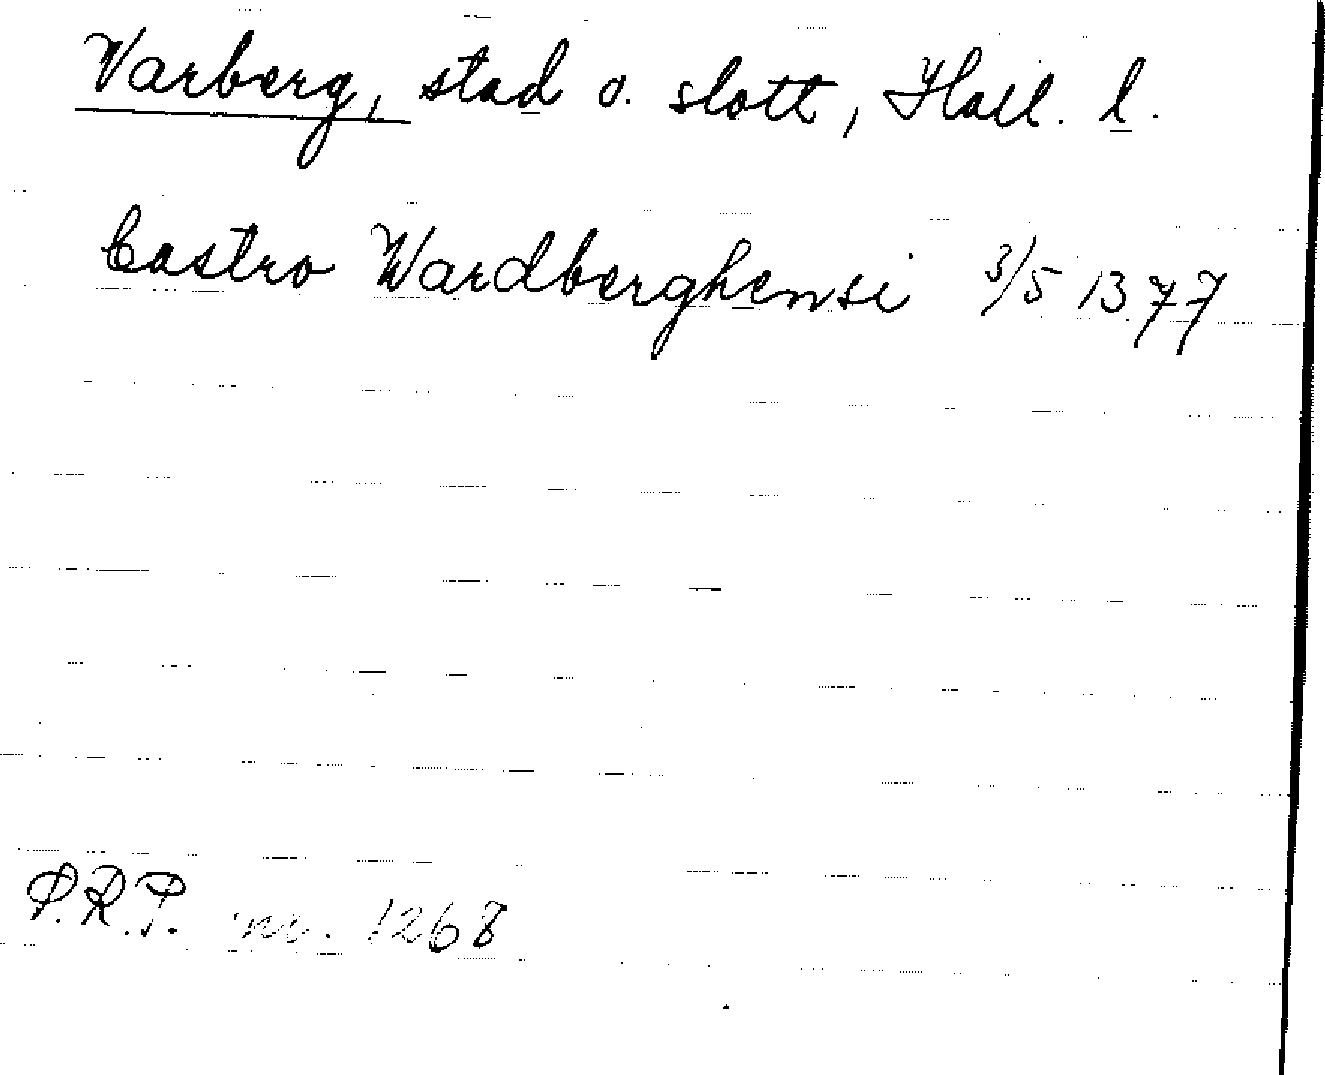 Varberg, stad o. slott, Hall. l.
Castro Wardberghensi 3/5 1377
P.R.P. nr. 1268